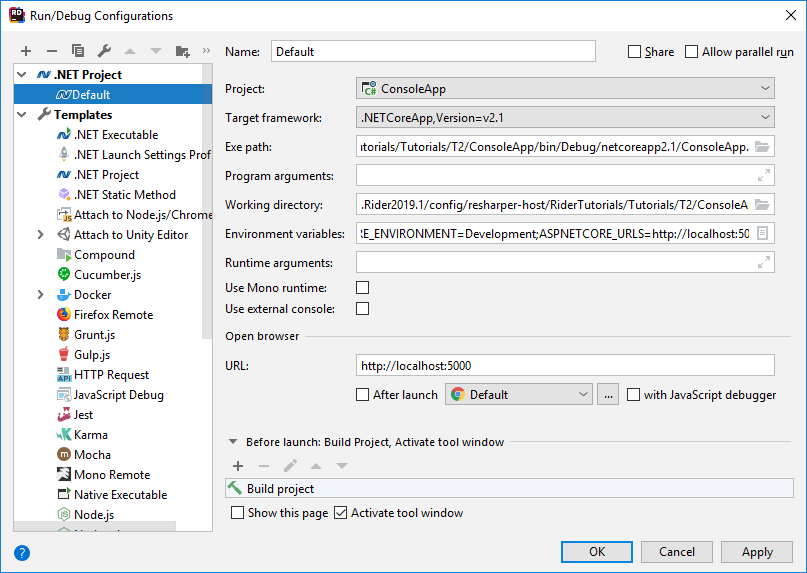 Run/Debug Configurations
Name: Default Share Allow parallel run
.NET Project
Default
Templates
.NET Executable
.NET Launch Settings Prof
.NET Project
.NET Static Method
Attach to Node.js/Chrome
Attach to Unity Editor
Compound
Cucumber.js
Docker
Firefox Remote
Grunt.js
Gulp.js
HTTP Request
JavaScript Debug
Jest
Karma
Mocha
Mono Remote
Native Executable
Node.js
Project: ConsoleApp
Target framework: .NETCoreApp,Version=v2.1
Exe path: utorials/Tutorials/T2/ConsoleApp/bin/Debug/netcoreapp2.1/ConsoleApp.
Program arguments:
Working directory: .Rider2019.1/config/resharper-host/RiderTutorials/Tutorials/T2/ConsoleA
Environment variables: RE_ENVIRONMENT=Development;ASPNETCORE_URLS=http://localhost:50
Runtime arguments:
Use Mono runtime:
Use external console:
Open browser
URL: http://localhost:5000
After launch Default ... with JavaScript debugger
Before launch: Build Project, Activate tool window
Build project
Show this page Activate tool window
? OK Cancel Apply